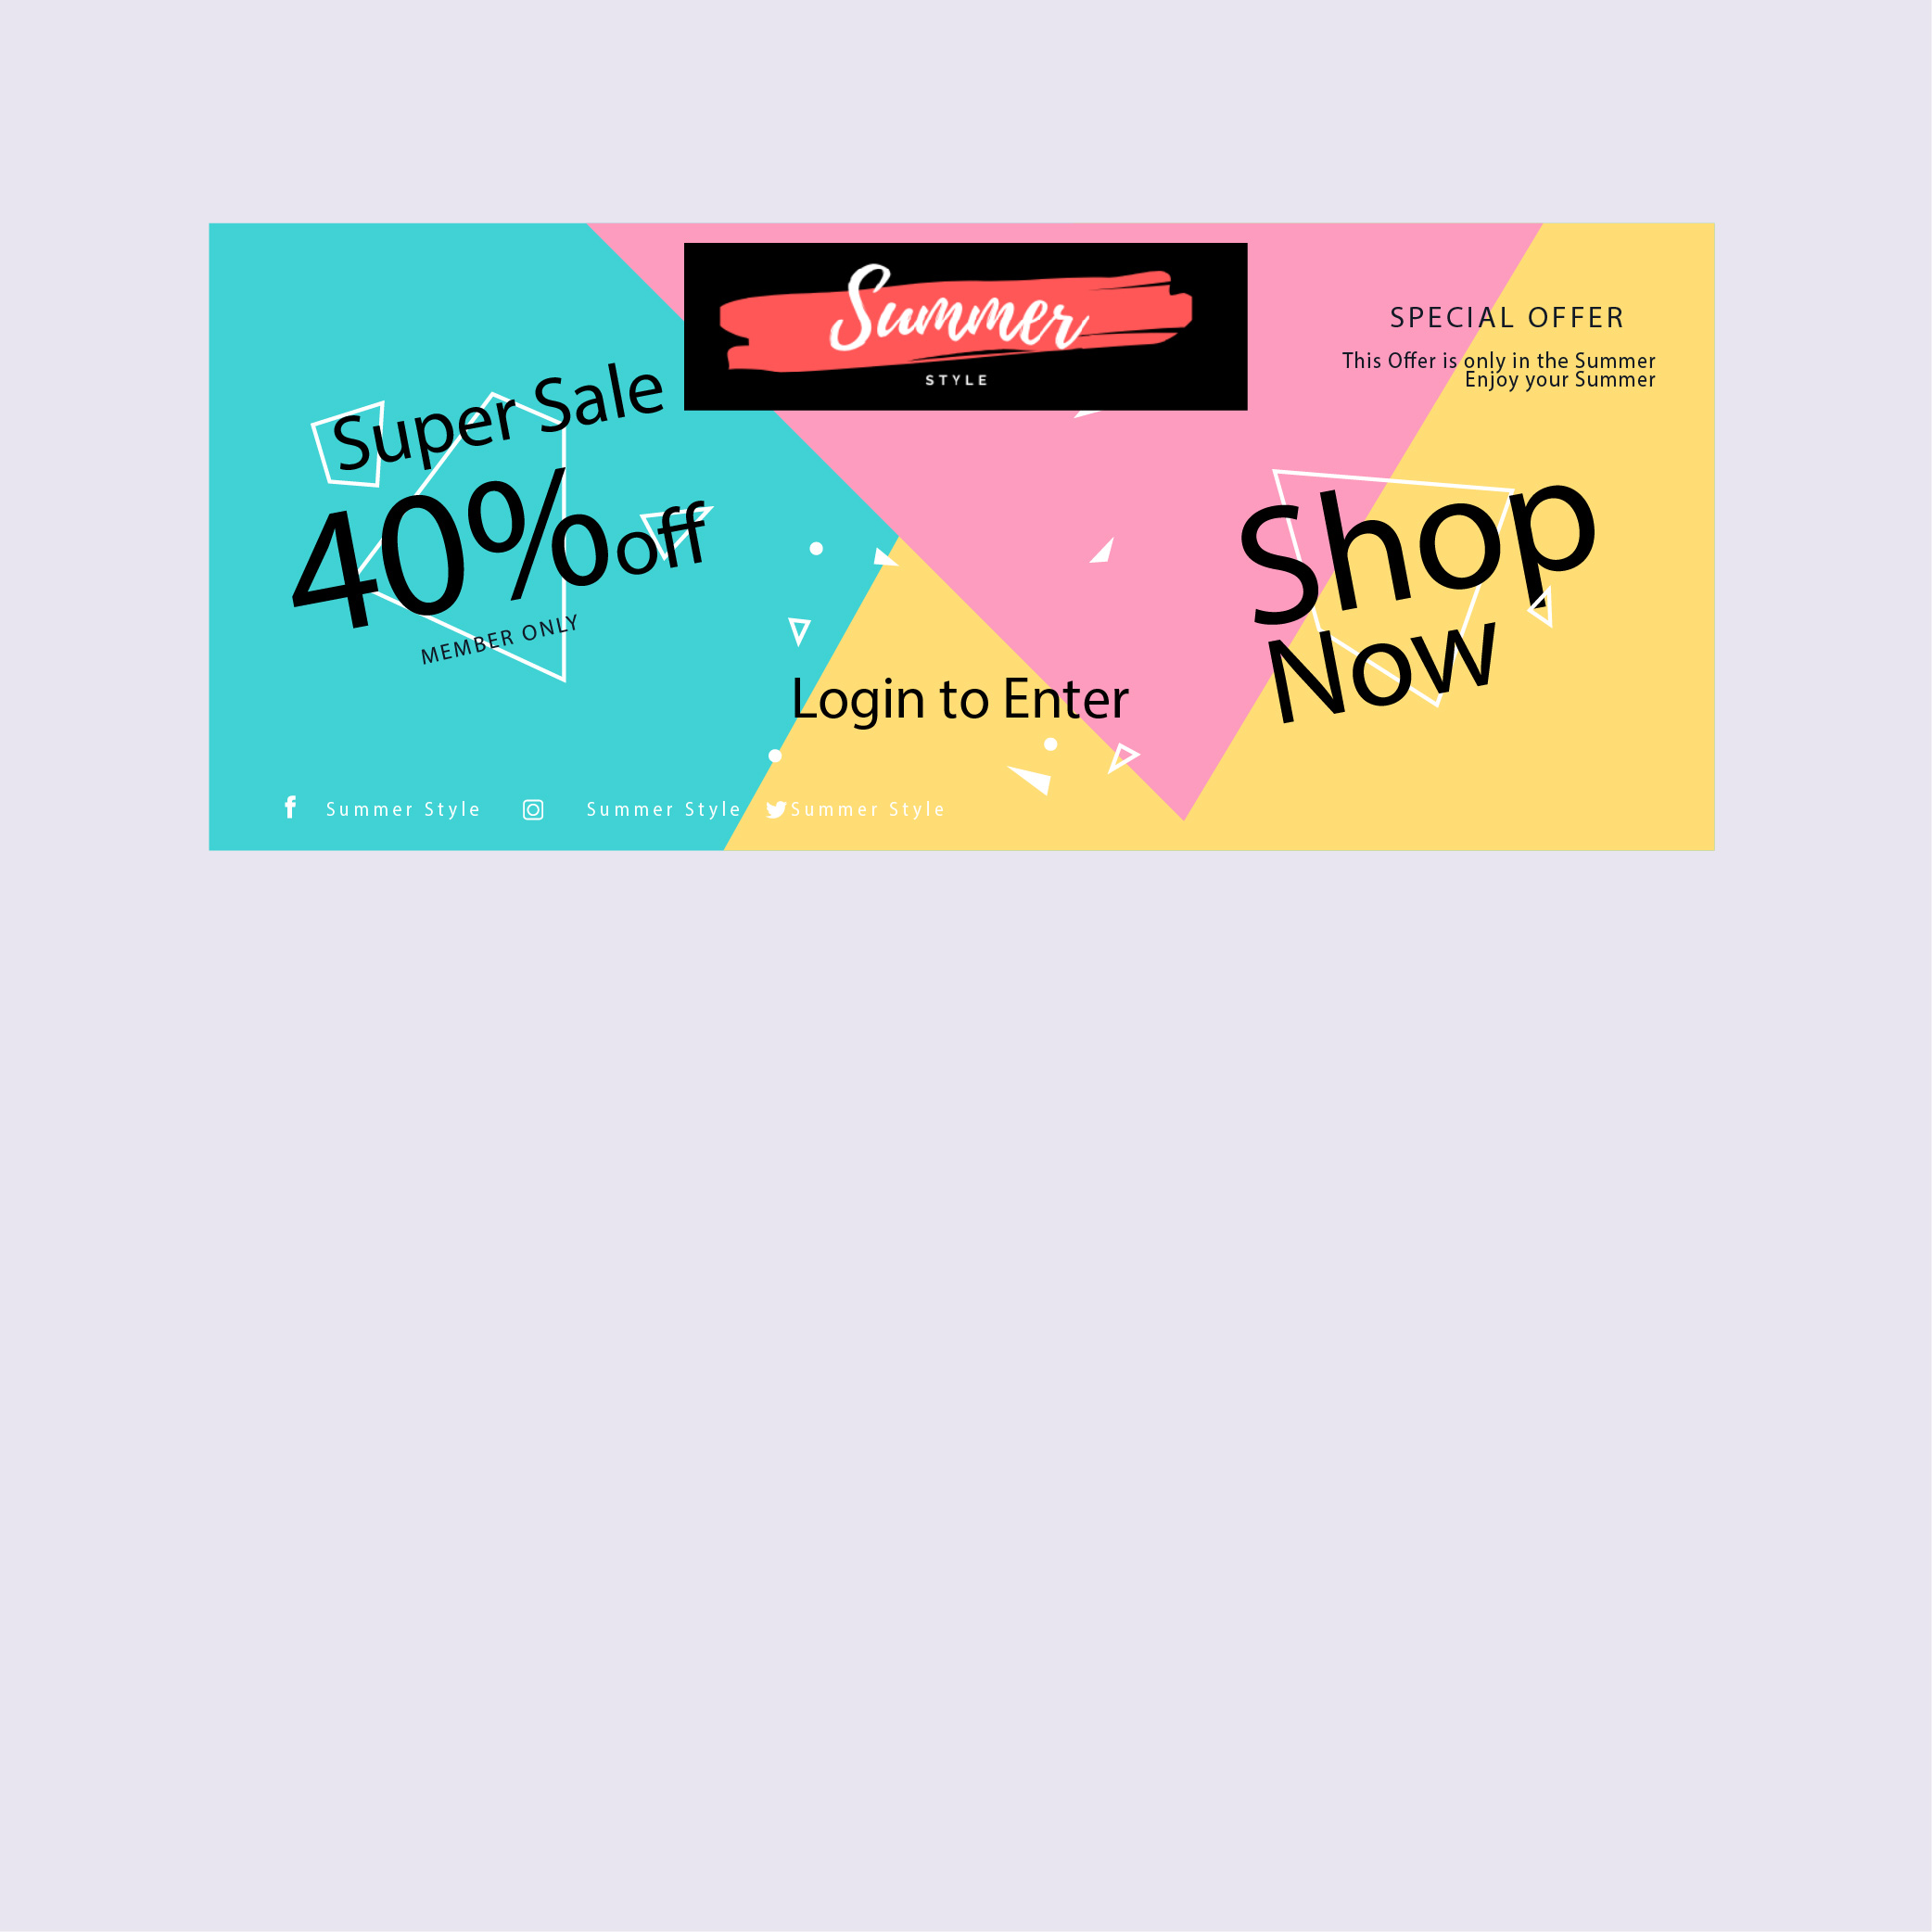 Summer
STYLE
SPECIAL OFFER
This Offer is only in the Summer
Enjoy your Summer
Super Sale
40%off
MEMBER ONLY
Shop
Now
Login to Enter
Summer Style
Summer Style
Summer Style